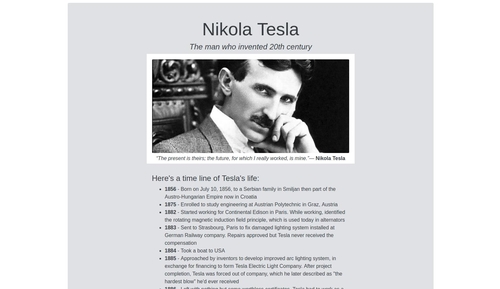 Nikola Tesla
The man who invented 20th century
"The present is theirs; the future, for which I really worked, is mine."— Nikola Tesla
Here's a time line of Tesla's life:
• 1856 - Born on July 10, 1856, to a Serbian family in Smiljan then part of the
Austro-Hungarian Empire now in Croatia
• 1875 - Enrolled to study engineering at Austrian Polytechnic in Graz, Austria
• 1882 - Started working for Continental Edison in Paris. While working, identified
the rotating magnetic induction field principle, which is used today in alternators
• 1883 - Sent to Strasbourg, Paris to fixed damaged lighting system installed at
German Railway company. Repairs approved but Tesla never received the
compensation
• 1884 - Took a boat to USA
• 1885 - Approached by inventors to develop improved arc lighting system, in
exchange for financing to form Tesla Electric Light Company. After project
completion, Tesla was forced out of company, which he later described as "the
hardest blow" he'd ever received